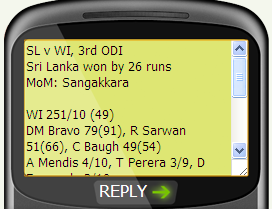 SL v WI, 3rd ODI
Sri Lanka won by 26 runs
MoM: Sangakkara
WI 251/10 (49)
DM Bravo 79(91), R Sarwan
51(66), C Baugh 49(54)
A Mendis 4/10, T Perera 3/9, D
REPLY